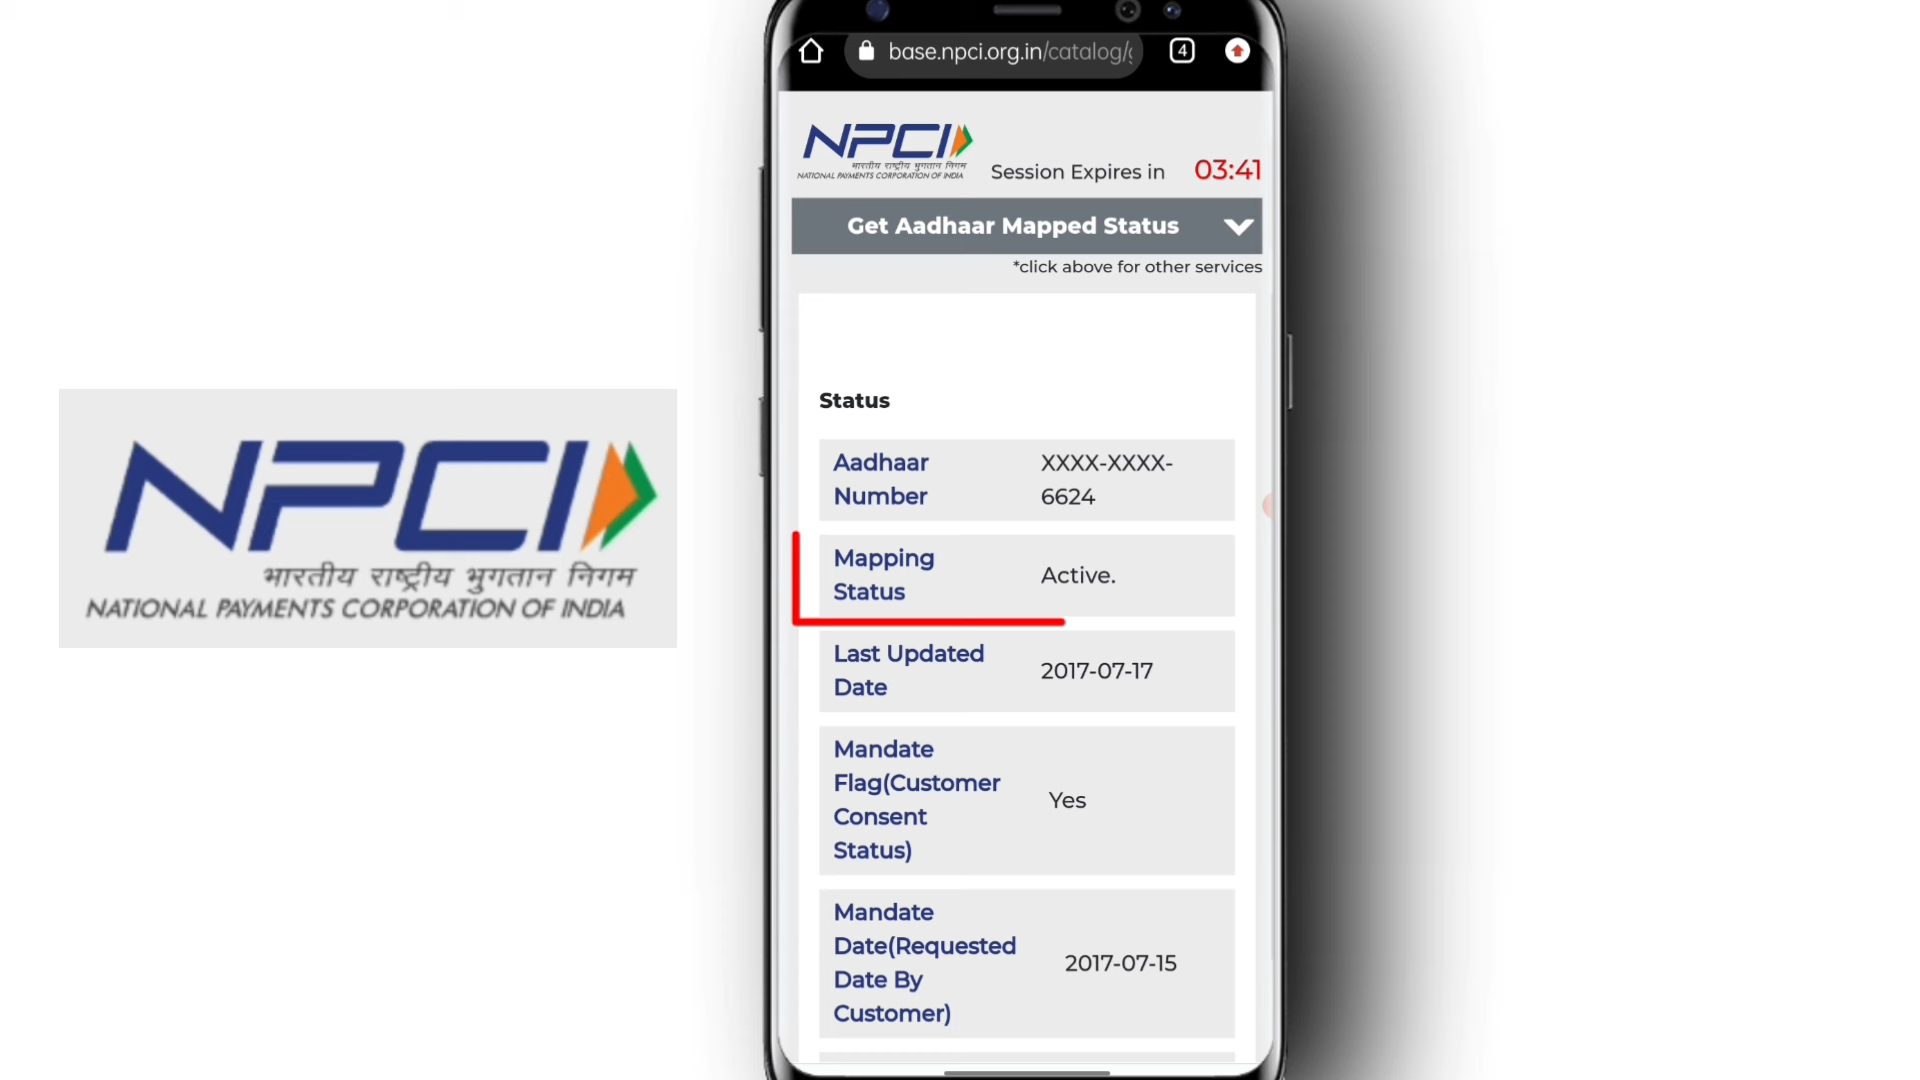 NPCI
भारतीय राष्ट्रीय भुगतान निगम
NATIONAL PAYMENTS CORPORATION OF INDIA
base.npci.org.in/catalog/
4
NPCI
भारतीय राष्ट्रीय भुगतान निगम
NATIONAL PAYMENTS CORPORATION OF INDIA
Session Expires in 03:41
Get Aadhaar Mapped Status
*click above for other services
Status
Aadhaar
Number
XXXX-XXXX-
6624
Mapping
Status
Active.
Last Updated
Date
2017-07-17
Mandate
Flag(Customer
Consent
Status)
Yes
Mandate
Date(Requested
Date By
Customer)
2017-07-15